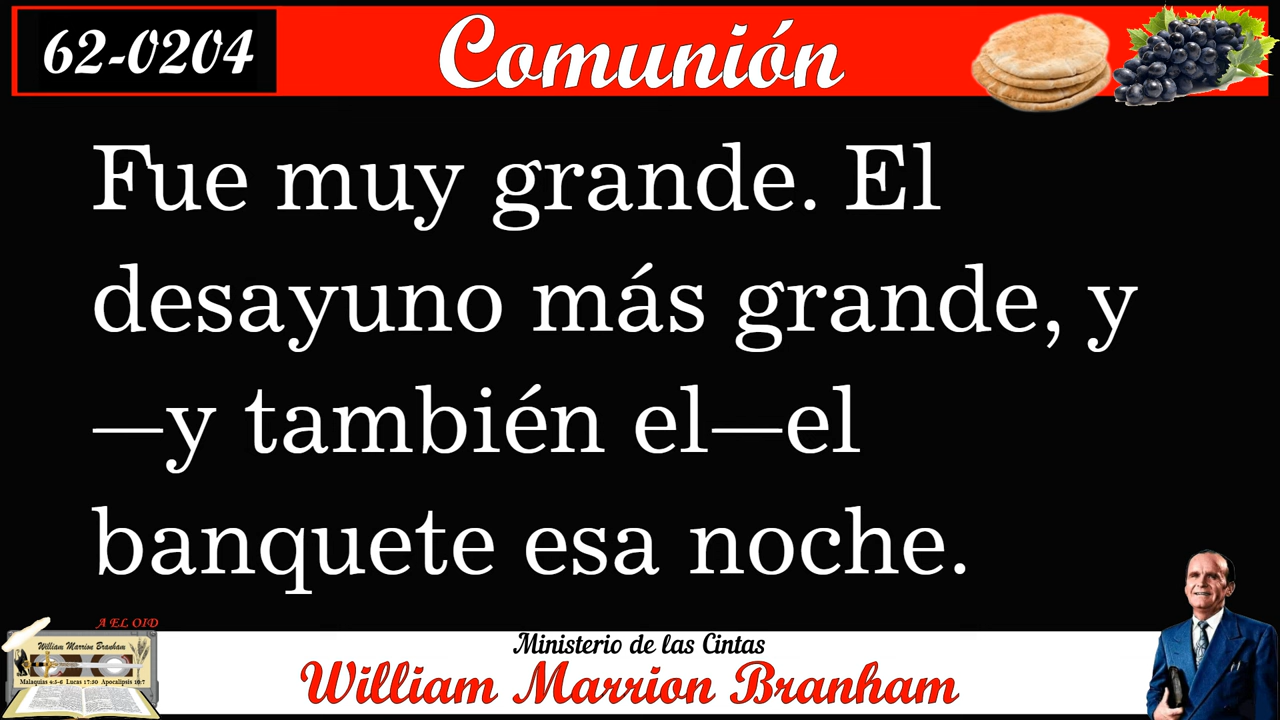 62-0204
Comunión
Fue muy grande. El
desayuno más grande, y
—y también el—el
banquete esa noche.
A EL OID
William Marrion Branham
Malaquias 4:5-6 Lucas 17:30 Apocalipsis 10:7
Ministerio de las Cintas
William Marrion Branham